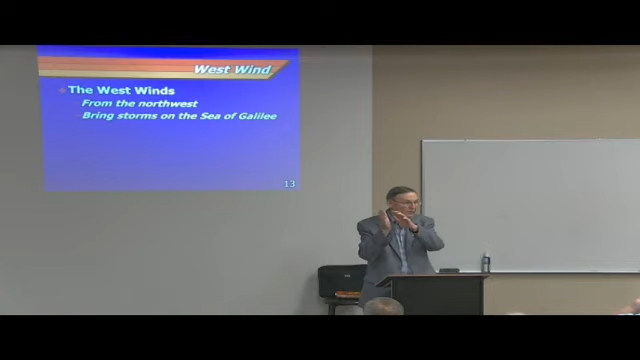 West Wind
The West Winds
From the northwest
Bring storms on the Sea of Galilee
13